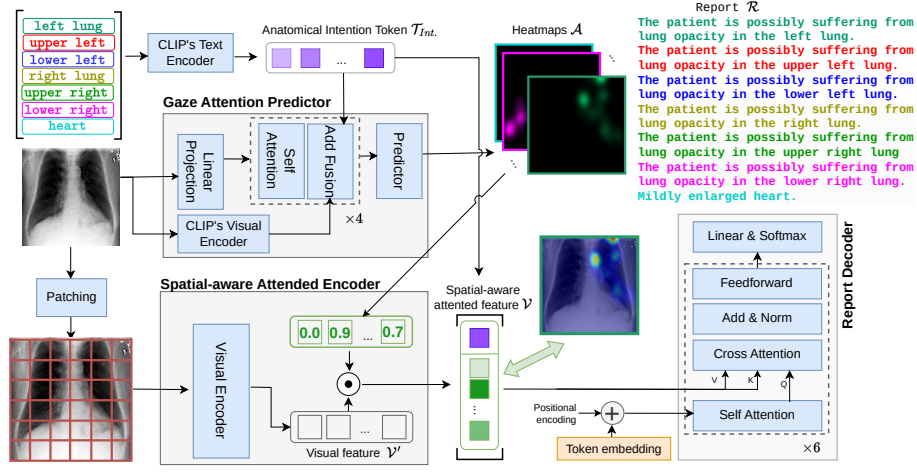 left lung
upper left
lower left
right lung
upper right
lower right
heart
CLIP's Text
Encoder
Anatomical Intention Token 𝒯Int.
...
Heatmaps 𝒜
...
...
Report ℛ
The patient is possibly suffering from
lung opacity in the left lung.
The patient is possibly suffering from
lung opacity in the upper left lung.
The patient is possibly suffering from
lung opacity in the lower left lung.
The patient is possibly suffering from
lung opacity in the right lung.
The patient is possibly suffering from
lung opacity in the upper right lung
The patient is possibly suffering from
lung opacity in the lower right lung.
Mildly enlarged heart.
Gaze Attention Predictor
Linear
Projection
Self
Attention
Add Fusion
Predictor
×4
CLIP's Visual
Encoder
Patching
Spatial-aware Attended Encoder
Visual Encoder
0.0 0.9 ... 0.7
...
Visual feature 𝒱'
Spatial-aware
attented feature 𝒱
...
Report Decoder
Linear & Softmax
Feedforward
Add & Norm
Cross Attention
V K Q
Self Attention
×6
Positional
encoding
+
Token embedding